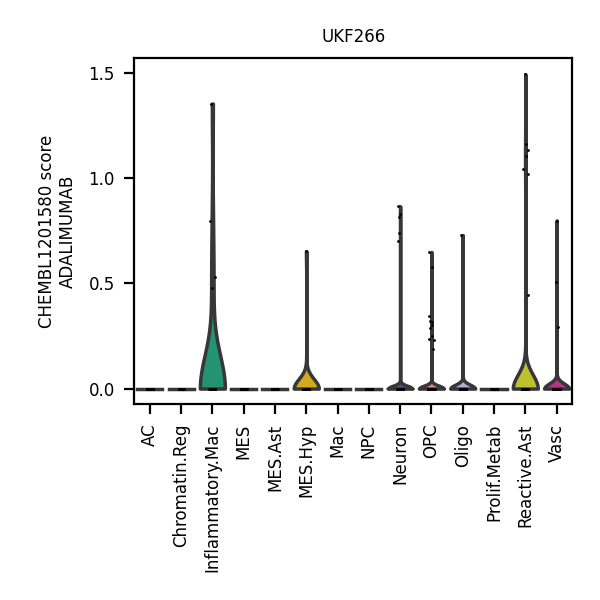 UKF266
CHEMBL1201580 score
ADALIMUMAB
1.5
1.0
0.5
0.0
AC
Chromatin.Reg
Inflammatory.Mac
MES
MES.Ast
MES.Hyp
Mac
NPC
Neuron
OPC
Oligo
Prolif.Metab
Reactive.Ast
Vasc